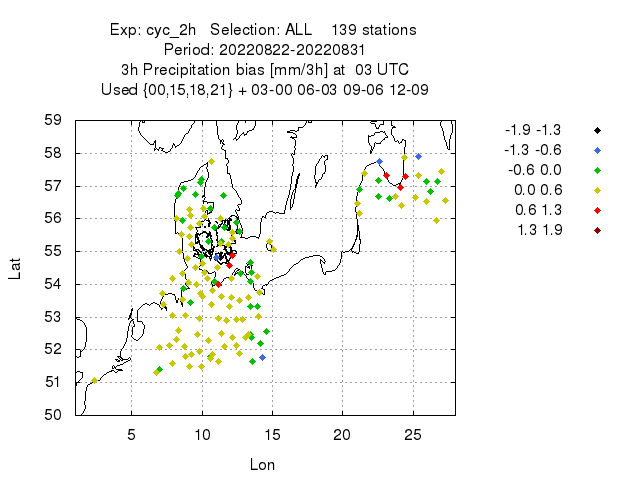 Exp: cyc_2h Selection: ALL 139 stations
Period: 20220822-20220831
3h Precipitation bias [mm/3h] at 03 UTC
Used {00,15,18,21} + 03-00 06-03 09-06 12-09
59
58
57
56
55
54
53
52
51
50
5 10 15 20 25
Lat
Lon
-1.9 -1.3
-1.3 -0.6
-0.6 0.0
0.0 0.6
0.6 1.3
1.3 1.9